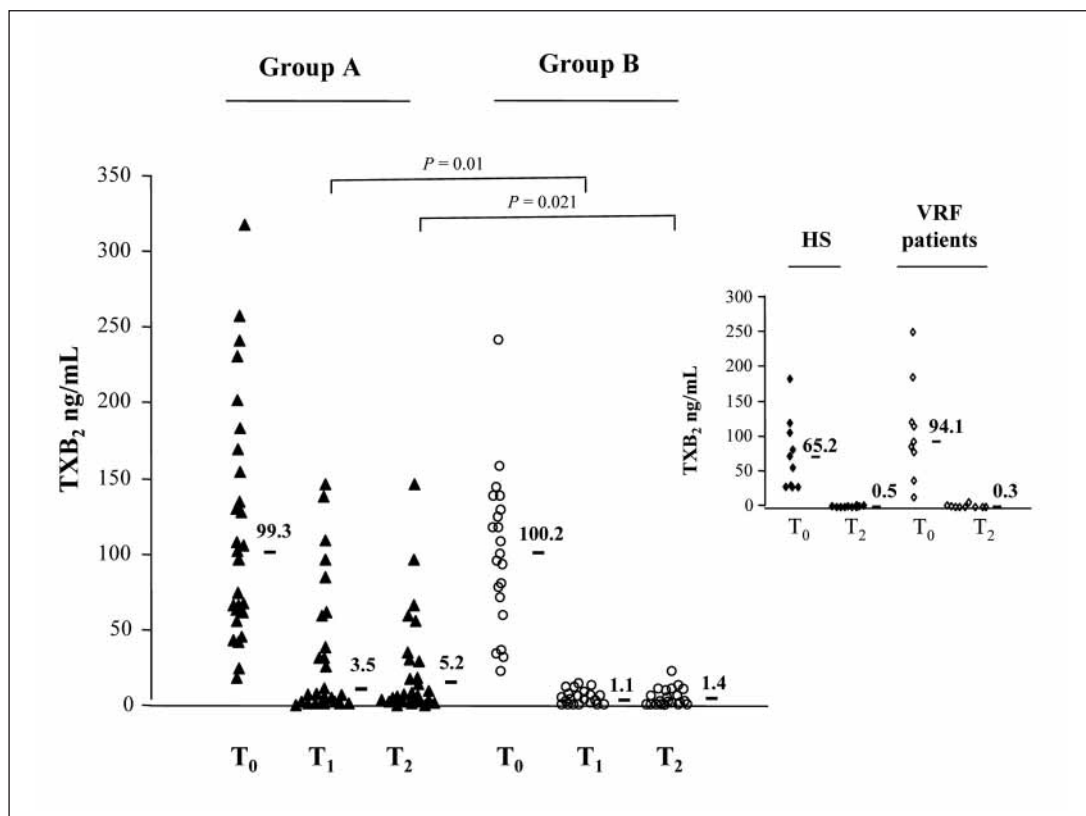 Group A
Group B
P = 0.01
P = 0.021
TXB2 ng/mL
350
300
250
200
150
100
50
0
99.3
3.5
5.2
100.2
1.1
1.4
T0
T1
T2
T0
T1
T2
HS
VRF
patients
TXB2 ng/mL
300
250
200
150
100
50
0
65.2
0.5
94.1
0.3
T0
T2
T0
T2